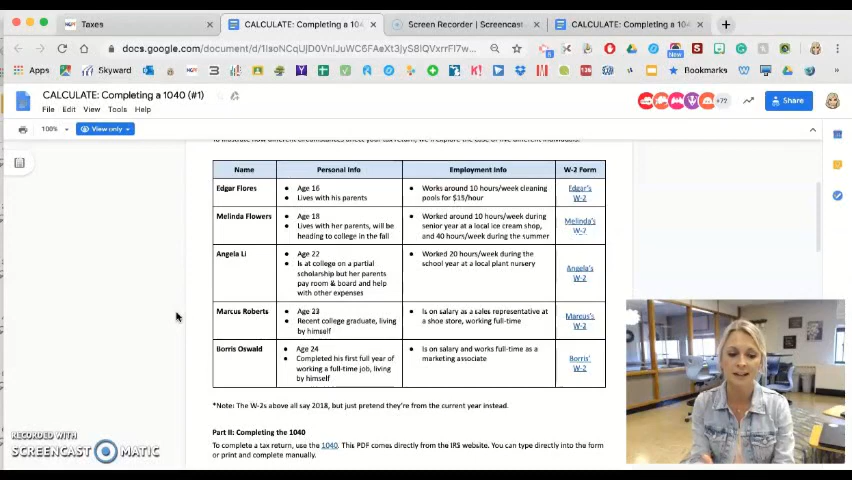 Taxes
CALCULATE: Completing a 104
Screen Recorder | Screencast
CALCULATE: Completing a 104
docs.google.com/document/d/
Apps
Skyward
Bookmarks
CALCULATE: Completing a 1040 (#1)
File Edit View Tools Help
+72
Share
100%
View only
Name Personal Info Employment Info W-2 Form
Edgar Flores
Age 16
Lives with his parents
Works around 10 hours/week cleaning
pools for $15/hour
Edgar's
W-2
Melinda Flowers
Age 18
Lives with her parents, will be
heading to college in the fall
Worked around 10 hours/week during
senior year at a local ice cream shop,
and 40 hours/week during the summer
Melinda's
W-2
Angela Li
Age 22
Is at college on a partial
scholarship but her parents
pay room & board and help
with other expenses
Worked 20 hours/week during the
school year at a local plant nursery
Angela's
W-2
Marcus Roberts
Age 23
Recent college graduate, living
by himself
Is on salary as a sales representative at
a shoe store, working full-time
Marcus's
W-2
Borris Oswald
Age 24
Completed his first full year of
working a full-time job, living
by himself
Is on salary and works full-time as a
marketing associate
Borris'
W-2
*Note: The W-2s above all say 2018, but just pretend they're from the current year instead.
Part II: Completing the 1040
To complete a tax return, use the 1040. This PDF comes directly from the IRS website. You can type directly into the form
or print and complete manually.
RECORDED WITH
SCREENCAST MATIC